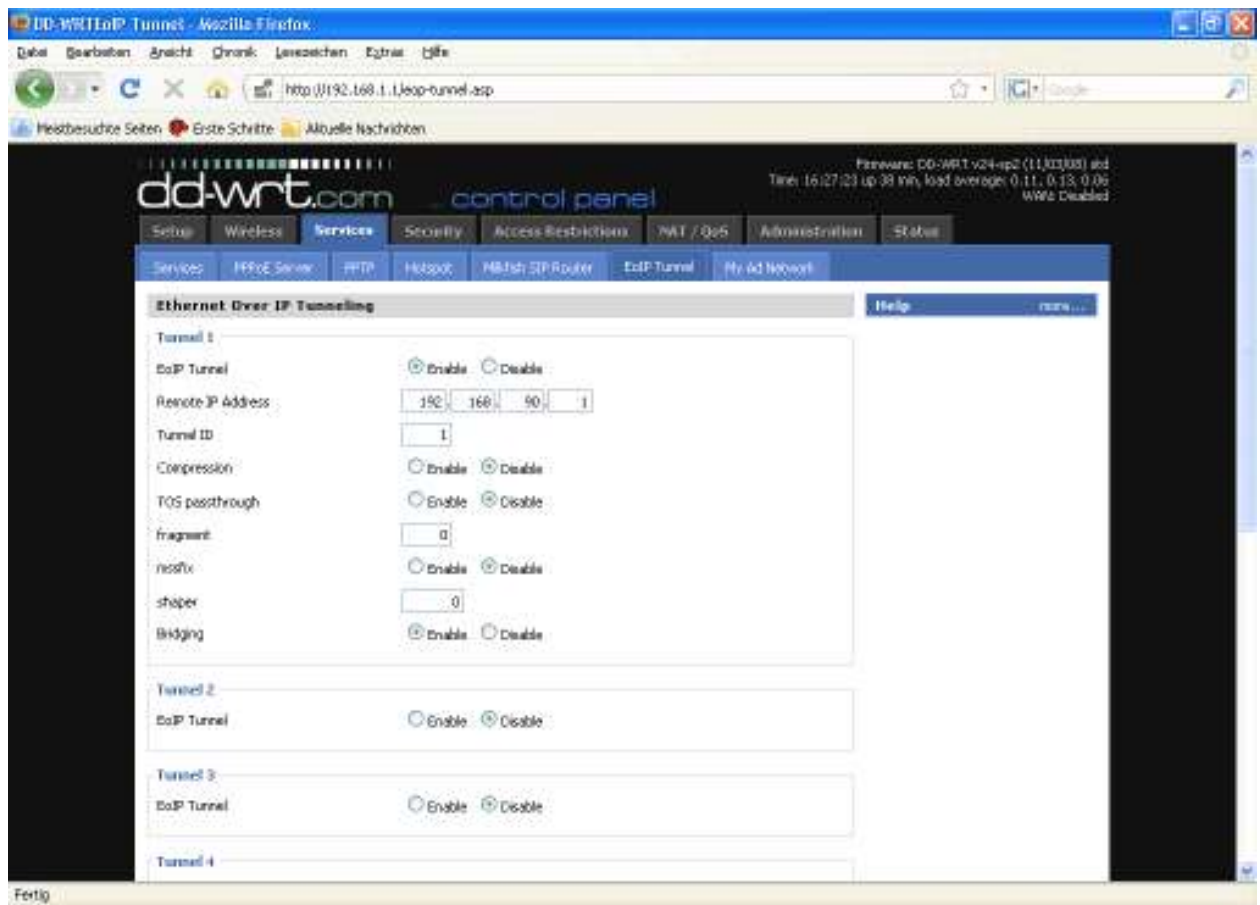 DD-WRT EoIP Tunnel - Mozilla Firefox
Datei Bearbeiten Ansicht Chronik Lesezeichen Extras Hilfe
http://192.168.1.1/eop-tunnel.asp
Google
Meistbesuchte Seiten Erste Schritte Aktuelle Nachrichten
Firmware: DD-WRT v24-sp2 (11/03/08) std
Time: 16:27:23 up 38 min, load average: 0.11, 0.13, 0.06
WAN: Disabled
dd-wrt.com ... control panel
Setup Wireless Services Security Access Restrictions NAT / QoS Administration Status
Services PPPoE Server PPTP Hotspot Milkfish SIP Router EoIP Tunnel My Ad Network
Ethernet Over IP Tunneling
Help more...
Tunnel 1
EoIP Tunnel Enable Disable
Remote IP Address 192. 168. 90. 1
Tunnel ID 1
Compression Enable Disable
TOS passthrough Enable Disable
fragment 0
mssfix Enable Disable
shaper 0
Bridging Enable Disable
Tunnel 2
EoIP Tunnel Enable Disable
Tunnel 3
EoIP Tunnel Enable Disable
Tunnel 4
Fertig